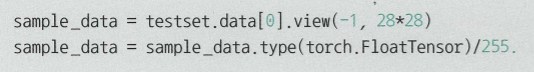 sample_data = testset.data[0].view(-1, 28*28)
sample_data = sample_data.type(torch.FloatTensor)/255.